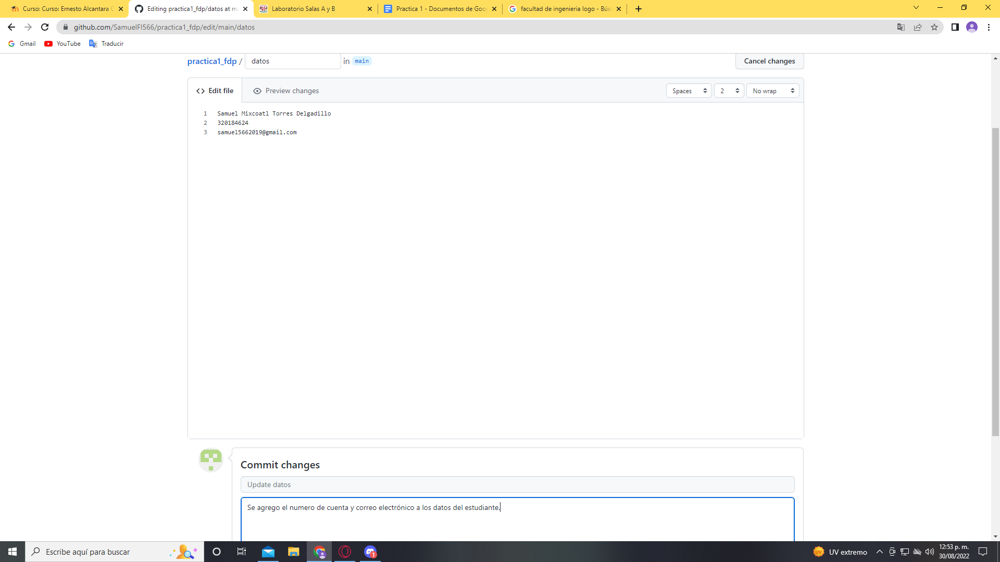 Curso: Curso: Ernesto Alcantara C
Editing practica1_fdp/datos at ma
Laboratorio Salas A y B
Practica 1 - Documentos de Goo
facultad de ingenieria logo - Bús
github.com/SamuelFI566/practica1_fdp/edit/main/datos
Gmail
YouTube
Traducir
practica1_fdp / datos in main
Cancel changes
Edit file
Preview changes
Spaces
2
No wrap
1 Samuel Mixcoatl Torres Delgadillo
2 320184624
3 samuel5662019@gmail.com
Commit changes
Update datos
Se agrego el numero de cuenta y correo electrónico a los datos del estudiante.
Escribe aquí para buscar
1
UV
UV extremo
12:53 p. m.
30/08/2022